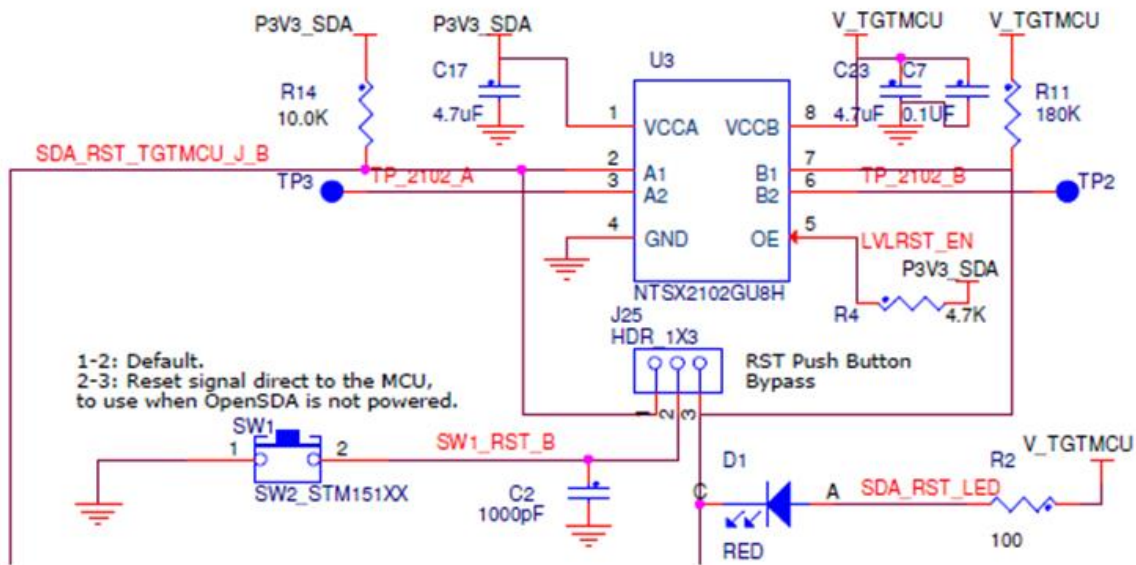 P3V3_SDA
P3V3_SDA
V_TGTMCU
V_TGTMCU
U3
C17
C23
C7
R14
10.0K
4.7uF
4.7uF
0.1UF
R11
180K
1
VCCA
VCCB
8
SDA_RST_TGTMCU_J_B
2
A1
B1
7
TP3
TP_2102_A
3
A2
B2
6
TP_2102_B
TP2
4
GND
OE
5
LVLRST_EN
P3V3_SDA
NTSX2102GU8H
R4
4.7K
J25
HDR_1X3
1-2: Default.
2-3: Reset signal direct to the MCU,
to use when OpenSDA is not powered.
RST Push Button
Bypass
1
2
3
SW1
1
2
SW1_RST_B
SW2_STM151XX
C2
1000pF
D1
C
A
RED
SDA_RST_LED
R2
100
V_TGTMCU